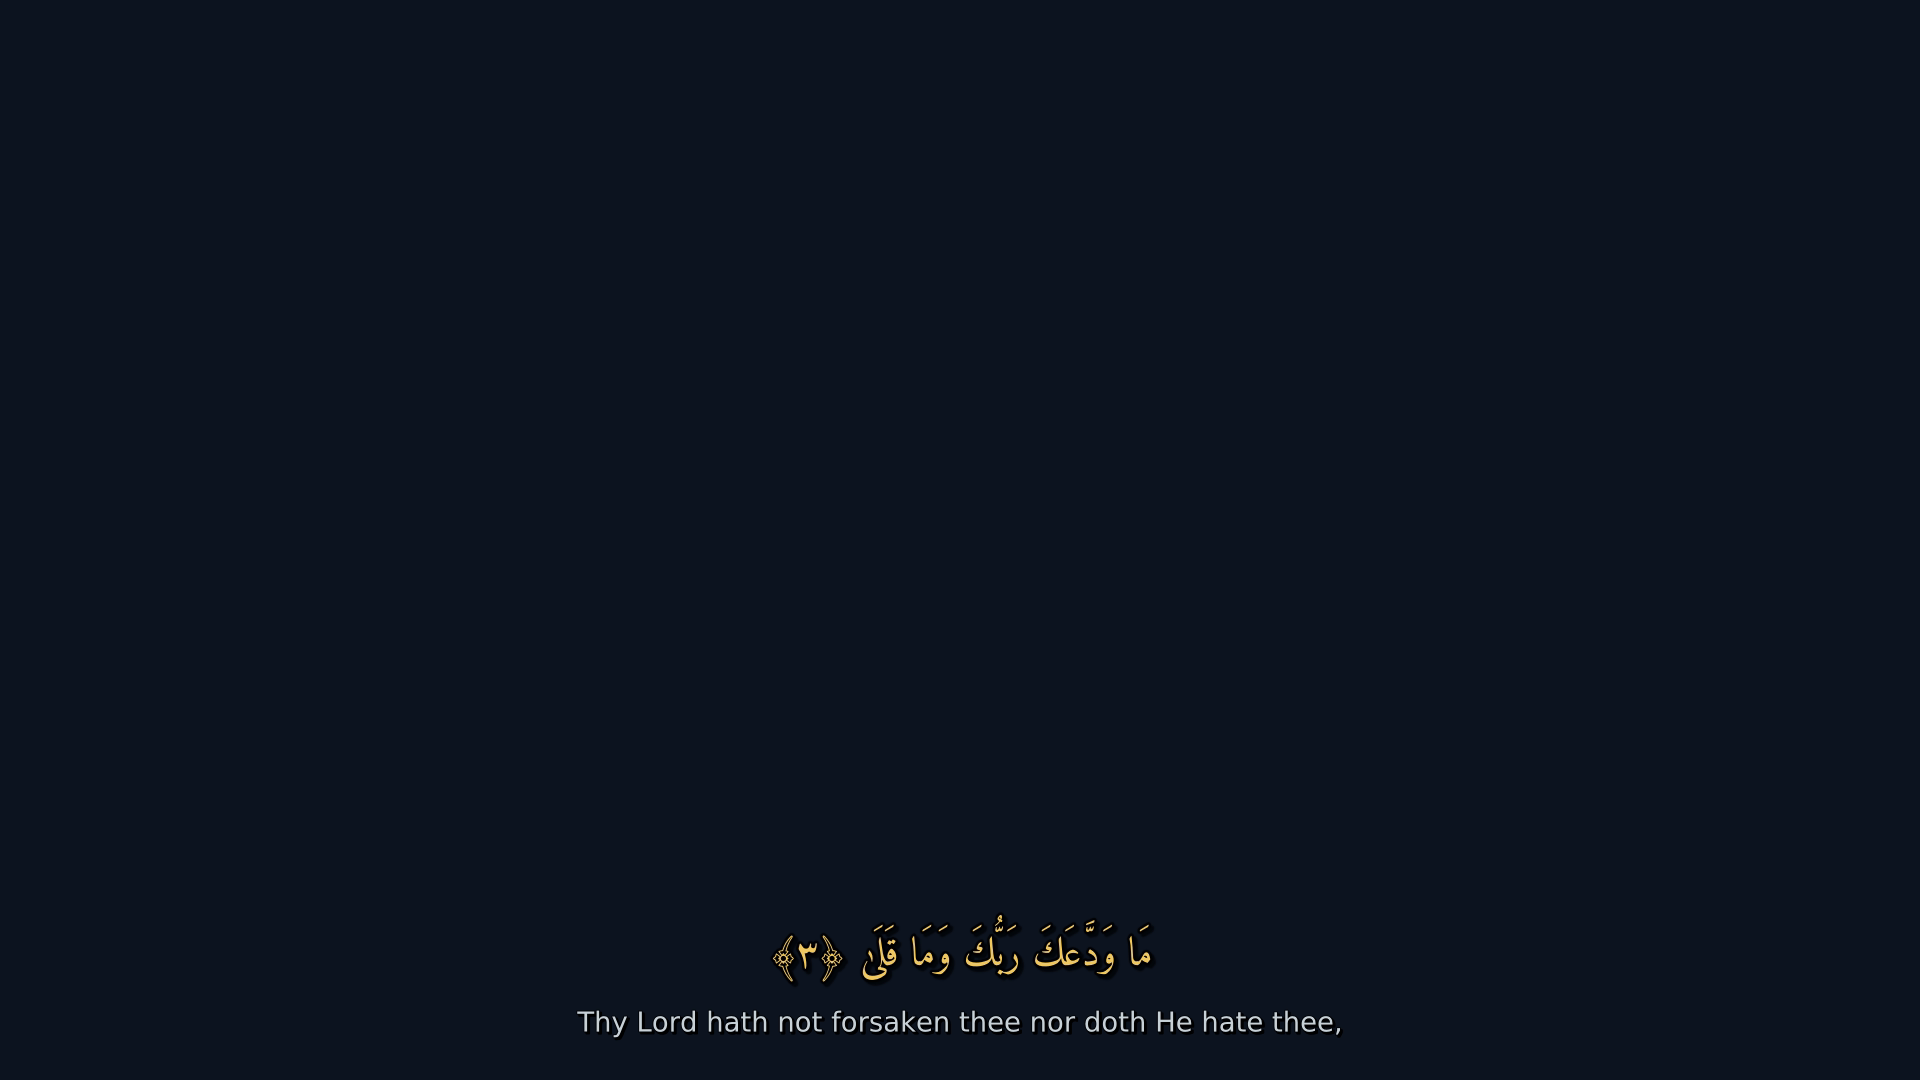 مَا وَدَّعَكَ رَبُّكَ وَمَا قَلَىٰ ﴿٣﴾
Thy Lord hath not forsaken thee nor doth He hate thee,